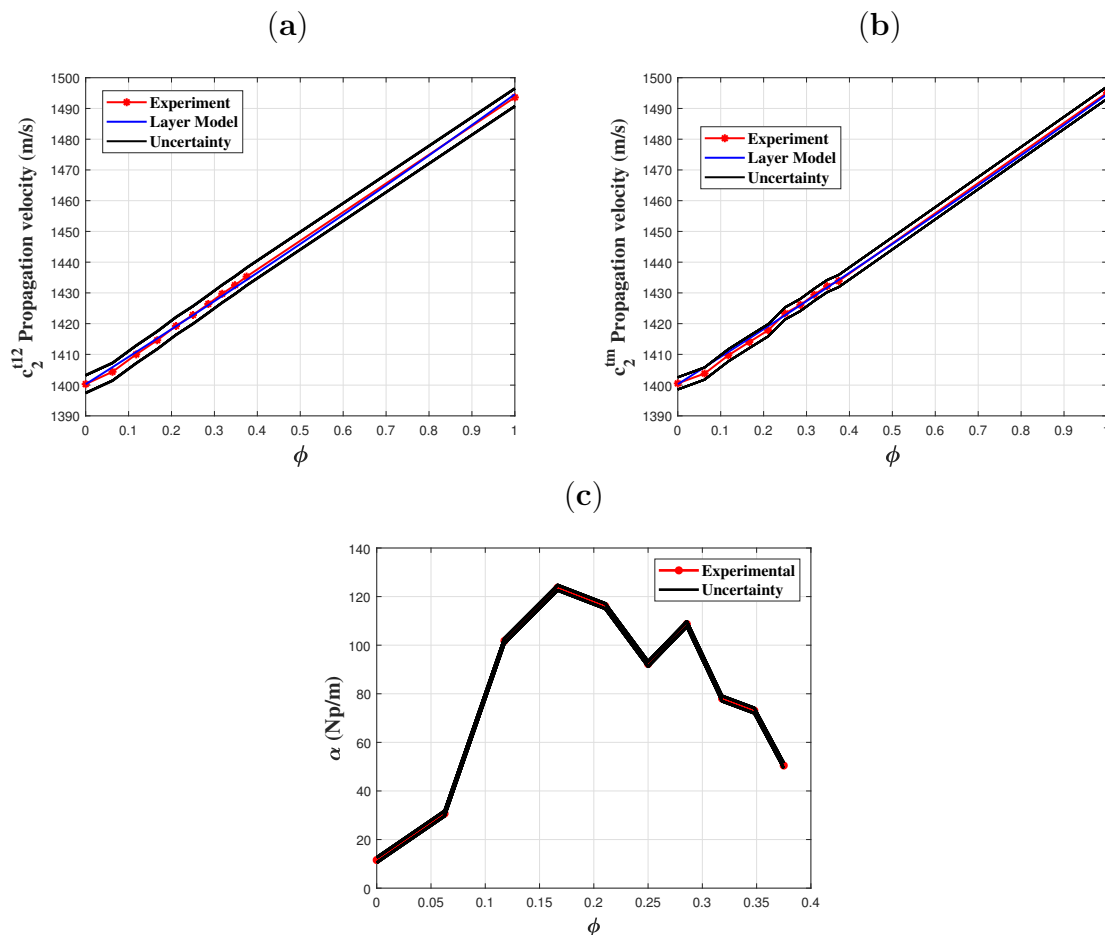 (a)
1500
1490
1480
1470
1460
1450
1440
1430
1420
1410
1400
1390
c₂ᵗ¹² Propagation velocity (m/s)
Experiment
Layer Model
Uncertainty
0 0.1 0.2 0.3 0.4 0.5 0.6 0.7 0.8 0.9 1
ϕ
(b)
1500
1490
1480
1470
1460
1450
1440
1430
1420
1410
1400
1390
c₂ᵗᵐ Propagation velocity (m/s)
Experiment
Layer Model
Uncertainty
0 0.1 0.2 0.3 0.4 0.5 0.6 0.7 0.8 0.9 1
ϕ
(c)
140
120
100
80
60
40
20
0
α (Np/m)
Experimental
Uncertainty
0 0.05 0.1 0.15 0.2 0.25 0.3 0.35 0.4
ϕ